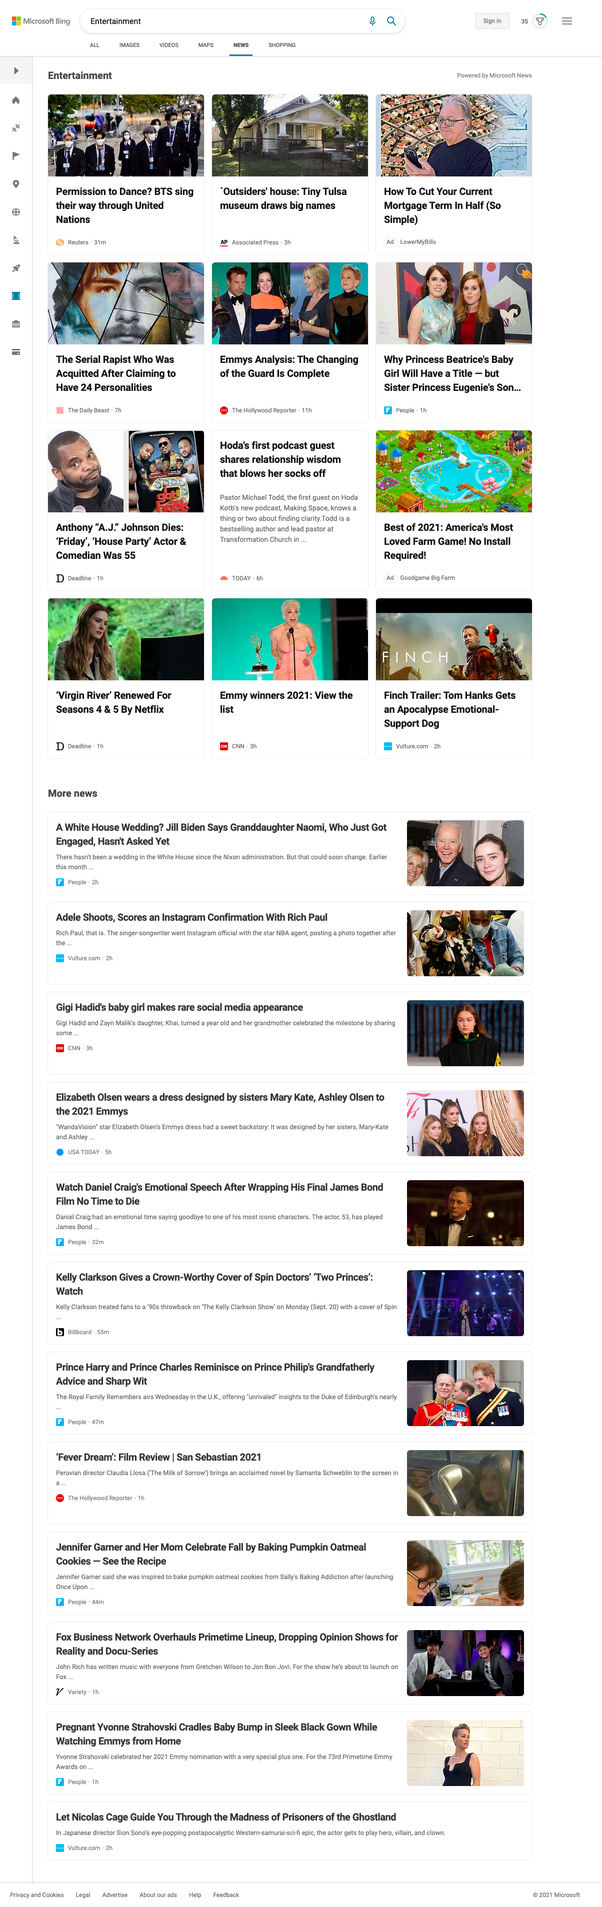 Microsoft Bing
Entertainment
Sign in
35
ALL
IMAGES
VIDEOS
MAPS
NEWS
SHOPPING
Entertainment
Powered by Microsoft News
Permission to Dance? BTS sing
their way through United
Nations
Reuters · 31m
`Outsiders' house: Tiny Tulsa
museum draws big names
AP
Associated Press · 3h
How To Cut Your Current
Mortgage Term In Half (So
Simple)
Ad
LowerMyBills
The Serial Rapist Who Was
Acquitted After Claiming to
Have 24 Personalities
The Daily Beast · 7h
Emmys Analysis: The Changing
of the Guard Is Complete
The Hollywood Reporter · 11h
Why Princess Beatrice's Baby
Girl Will Have a Title — but
Sister Princess Eugenie's Son...
People · 1h
Anthony “A.J.” Johnson Dies:
‘Friday’, ‘House Party’ Actor &
Comedian Was 55
Deadline · 1h
Hoda's first podcast guest
shares relationship wisdom
that blows her socks off
Pastor Michael Todd, the first guest on Hoda
Kotb's new podcast, Making Space, knows a
thing or two about finding clarity.Todd is a
bestselling author and lead pastor at
Transformation Church in ...
TODAY · 6h
Best of 2021: America's Most
Loved Farm Game! No Install
Required!
Ad
Goodgame Big Farm
‘Virgin River’ Renewed For
Seasons 4 & 5 By Netflix
Deadline · 1h
Emmy winners 2021: View the
list
CNN · 3h
FINCH
Finch Trailer: Tom Hanks Gets
an Apocalypse Emotional-
Support Dog
Vulture.com · 2h
More news
A White House Wedding? Jill Biden Says Granddaughter Naomi, Who Just Got
Engaged, Hasn't Asked Yet
There hasn't been a wedding in the White House since the Nixon administration. But that could soon change. Earlier
this month ...
People · 2h
Adele Shoots, Scores an Instagram Confirmation With Rich Paul
Rich Paul, that is. The singer-songwriter went Instagram official with the star NBA agent, posting a photo together after
the ...
Vulture.com · 2h
Gigi Hadid's baby girl makes rare social media appearance
Gigi Hadid and Zayn Malik's daughter, Khai, turned a year old and her grandmother celebrated the milestone by sharing
some ...
CNN · 3h
Elizabeth Olsen wears a dress designed by sisters Mary Kate, Ashley Olsen to
the 2021 Emmys
"WandaVision" star Elizabeth Olsen's Emmys dress had a sweet backstory: It was designed by her sisters, Mary-Kate
and Ashley ...
USA TODAY · 5h
Watch Daniel Craig's Emotional Speech After Wrapping His Final James Bond
Film No Time to Die
Daniel Craig had an emotional time saying goodbye to one of his most iconic characters. The actor, 53, has played
James Bond ...
People · 32m
Kelly Clarkson Gives a Crown-Worthy Cover of Spin Doctors’ ‘Two Princes’:
Watch
Kelly Clarkson treated fans to a '90s throwback on 'The Kelly Clarkson Show' on Monday (Sept. 20) with a cover of Spin
...
Billboard · 55m
Prince Harry and Prince Charles Reminisce on Prince Philip's Grandfatherly
Advice and Sharp Wit
The Royal Family Remembers airs Wednesday in the U.K., offering "unrivaled" insights to the Duke of Edinburgh's nearly
...
People · 47m
‘Fever Dream’: Film Review | San Sebastian 2021
Peruvian director Claudia Llosa ('The Milk of Sorrow') brings an acclaimed novel by Samanta Schweblin to the screen in
a ...
The Hollywood Reporter · 1h
Jennifer Garner and Her Mom Celebrate Fall by Baking Pumpkin Oatmeal
Cookies — See the Recipe
Jennifer Garner said she was inspired to bake pumpkin oatmeal cookies from Sally's Baking Addiction after launching
Once Upon ...
People · 44m
Fox Business Network Overhauls Primetime Lineup, Dropping Opinion Shows for
Reality and Docu-Series
John Rich has written music with everyone from Gretchen Wilson to Jon Bon Jovi. For the show he's about to launch on
Fox ...
Variety · 1h
Pregnant Yvonne Strahovski Cradles Baby Bump in Sleek Black Gown While
Watching Emmys from Home
Yvonne Strahovski celebrated her 2021 Emmy nomination with a very special plus one. For the 73rd Primetime Emmy
Awards on ...
People · 1h
Let Nicolas Cage Guide You Through the Madness of Prisoners of the Ghostland
In Japanese director Sion Sono's eye-popping postapocalyptic Western-samurai-sci-fi epic, the actor gets to play hero, villain, and clown.
Vulture.com · 2h
Privacy and Cookies
Legal
Advertise
About our ads
Help
Feedback
© 2021 Microsoft